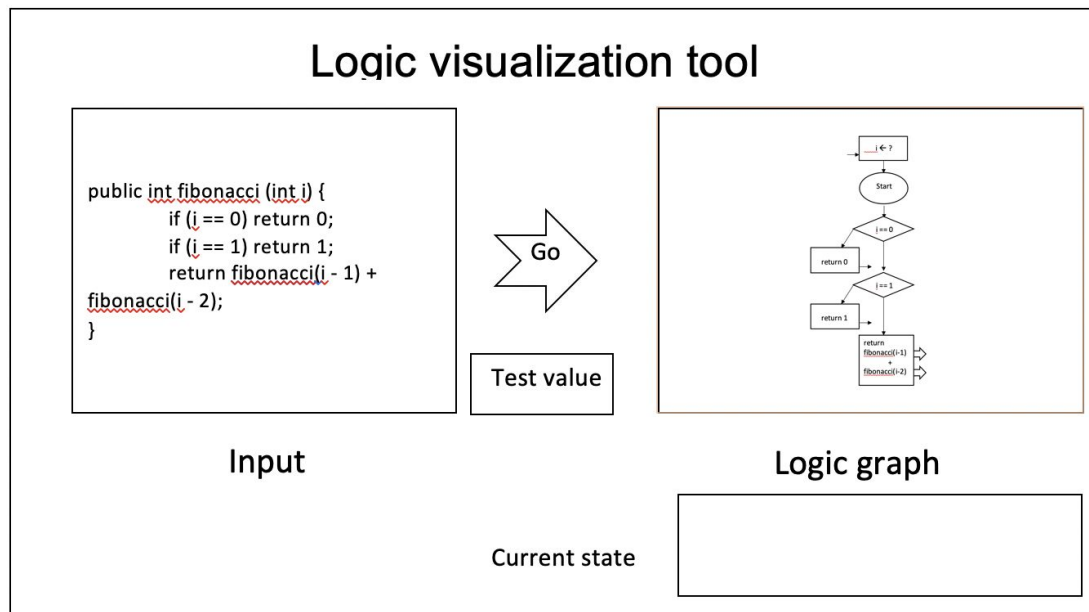 Logic visualization tool
public int fibonacci (int i) {
if (i == 0) return 0;
if (i == 1) return 1;
return fibonacci(i - 1) +
fibonacci(i - 2);
}
Go
Test value
i ← ?
Start
i == 0
return 0
i == 1
return 1
return
fibonacci(i-1)
+
fibonacci(i-2)
Input
Logic graph
Current state